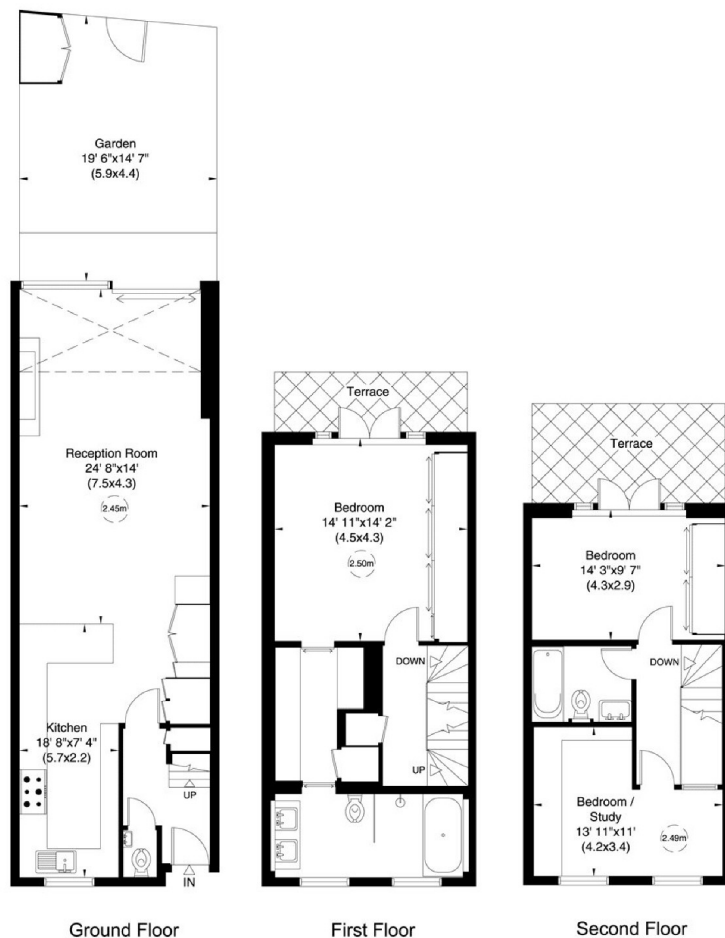 Garden
19' 6"x14' 7"
(5.9x4.4)
Reception Room
24' 8"x14'
(7.5x4.3)
2.45m
Kitchen
18' 8"x7' 4"
(5.7x2.2)
UP
IN
Ground Floor
Terrace
Bedroom
14' 11"x14' 2"
(4.5x4.3)
2.50m
DOWN
UP
First Floor
Terrace
Bedroom
14' 3"x9' 7"
(4.3x2.9)
DOWN
Bedroom /
Study
13' 11"x11'
(4.2x3.4)
2.49m
Second Floor